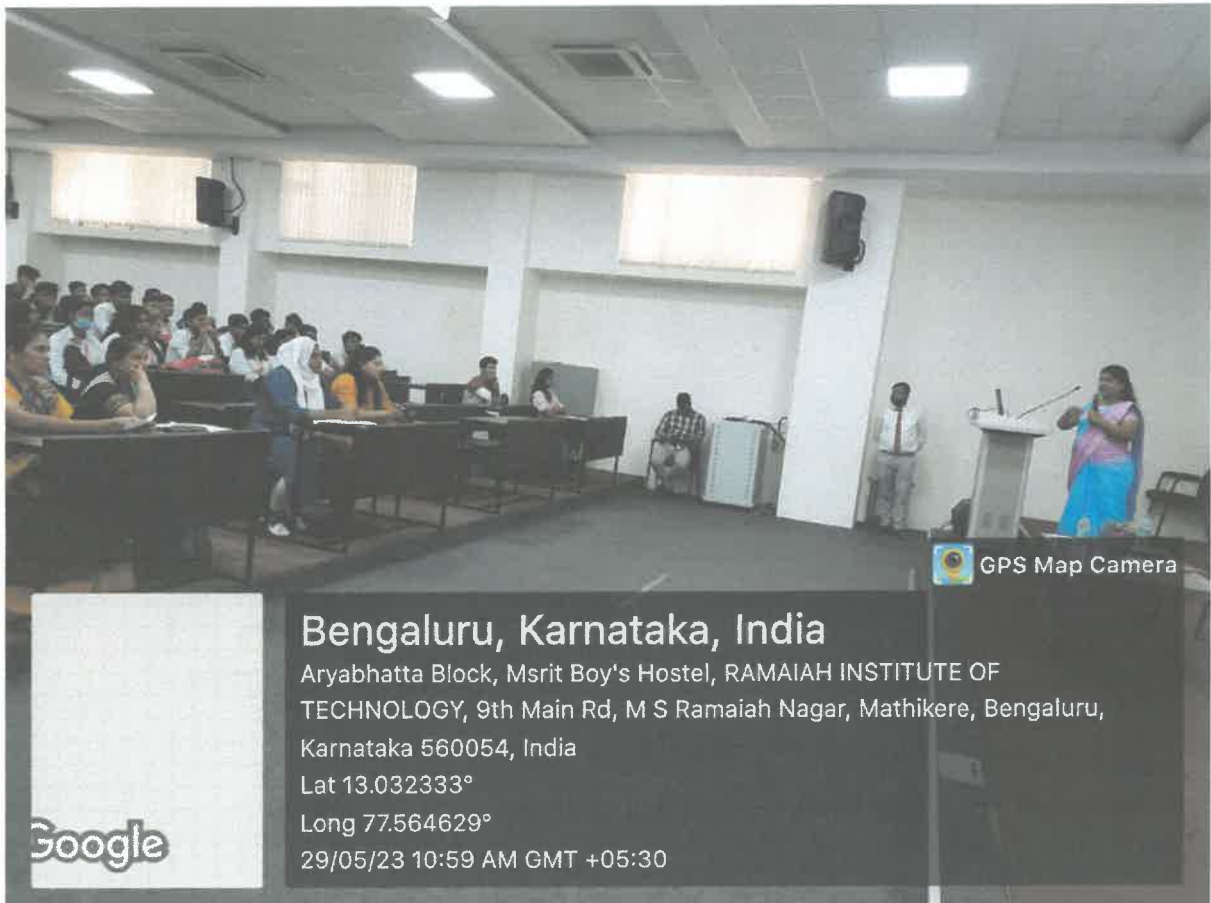 GPS Map Camera
Bengaluru, Karnataka, India
Aryabhatta Block, Msrit Boy's Hostel, RAMAIAH INSTITUTE OF
TECHNOLOGY, 9th Main Rd, M S Ramaiah Nagar, Mathikere, Bengaluru,
Karnataka 560054, India
Lat 13.032333°
Long 77.564629°
29/05/23 10:59 AM GMT +05:30
Google